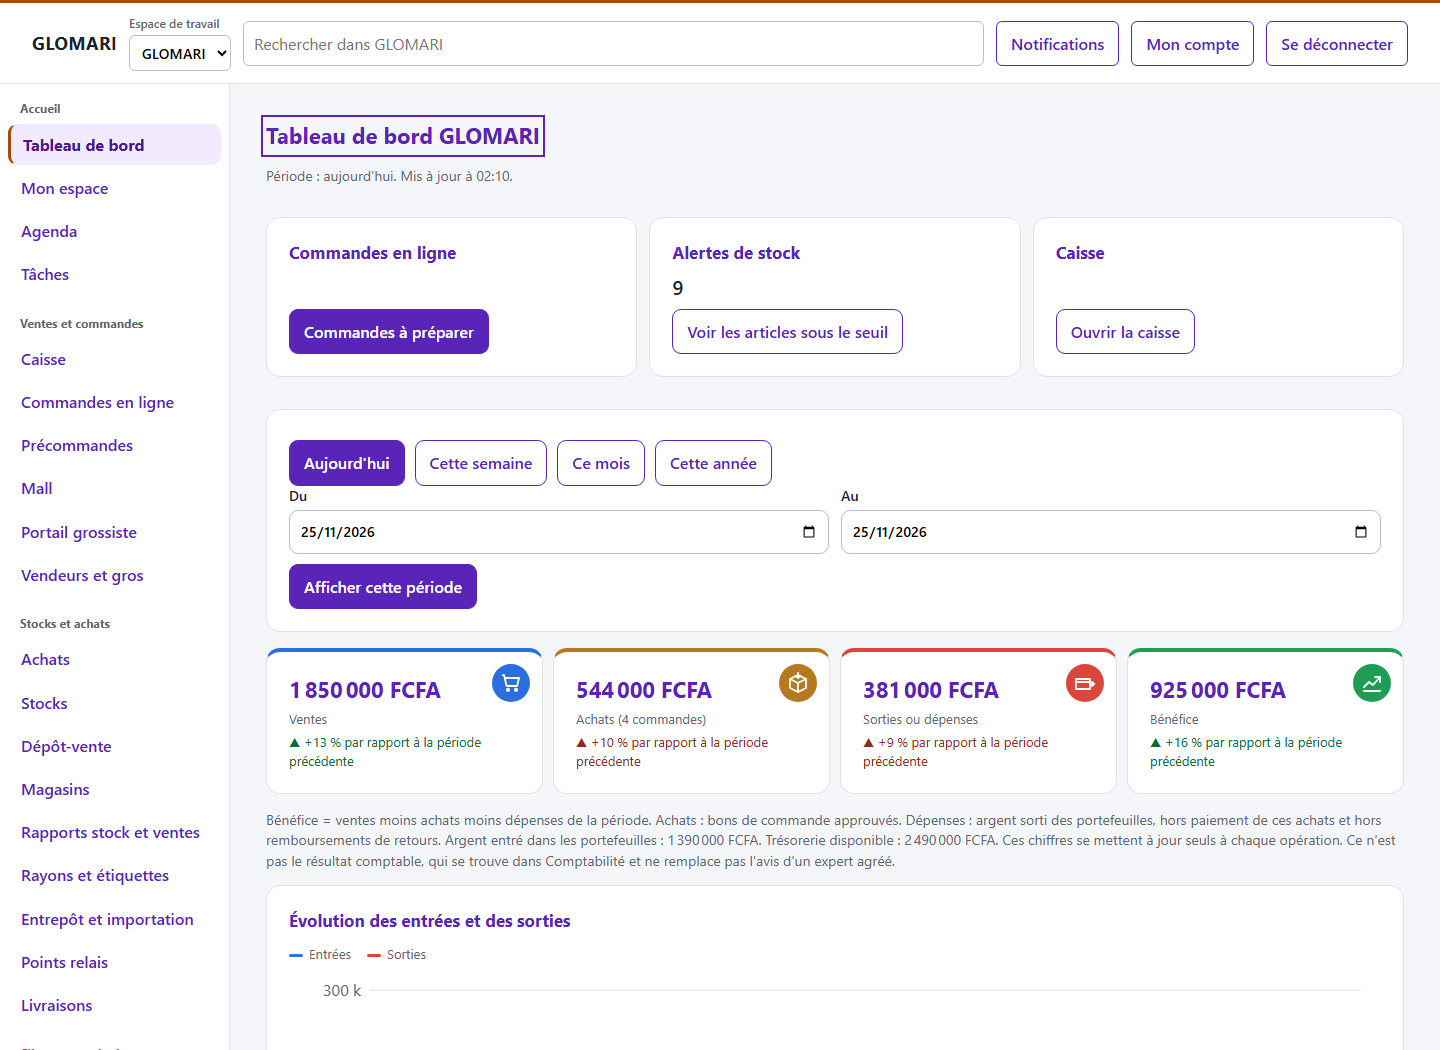 GLOMARI
Espace de travail
GLOMARI
Rechercher dans GLOMARI
Notifications
Mon compte
Se déconnecter
Accueil
Tableau de bord
Mon espace
Agenda
Tâches
Ventes et commandes
Caisse
Commandes en ligne
Précommandes
Mall
Portail grossiste
Vendeurs et gros
Stocks et achats
Achats
Stocks
Dépôt-vente
Magasins
Rapports stock et ventes
Rayons et étiquettes
Entrepôt et importation
Points relais
Livraisons
Tableau de bord GLOMARI
Période : aujourd'hui. Mis à jour à 02:10.
Commandes en ligne
Commandes à préparer
Alertes de stock
9
Voir les articles sous le seuil
Caisse
Ouvrir la caisse
Aujourd'hui
Cette semaine
Ce mois
Cette année
Du
25/11/2026
Au
25/11/2026
Afficher cette période
1 850 000 FCFA
Ventes
▲ +13 % par rapport à la période
précédente
544 000 FCFA
Achats (4 commandes)
▲ +10 % par rapport à la période
précédente
381 000 FCFA
Sorties ou dépenses
▲ +9 % par rapport à la période
précédente
925 000 FCFA
Bénéfice
▲ +16 % par rapport à la période
précédente
Bénéfice = ventes moins achats moins dépenses de la période. Achats : bons de commande approuvés. Dépenses : argent sorti des portefeuilles, hors paiement de ces achats et hors
remboursements de retours. Argent entré dans les portefeuilles : 1 390 000 FCFA. Trésorerie disponible : 2 490 000 FCFA. Ces chiffres se mettent à jour seuls à chaque opération. Ce n'est
pas le résultat comptable, qui se trouve dans Comptabilité et ne remplace pas l'avis d'un expert agréé.
Évolution des entrées et des sorties
Entrées
Sorties
300 k